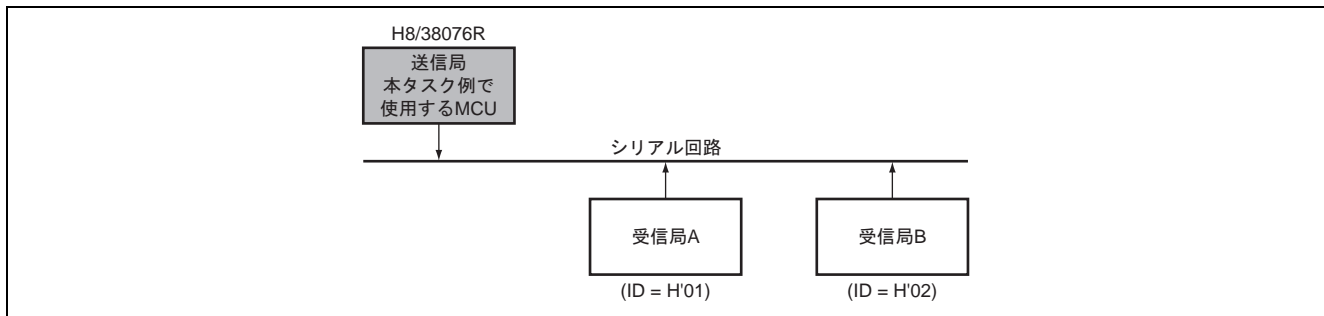 H8/38076R
送信局
本タスク例で
使用するMCU
シリアル回路
受信局A
受信局B
(ID = H'01)
(ID = H'02)